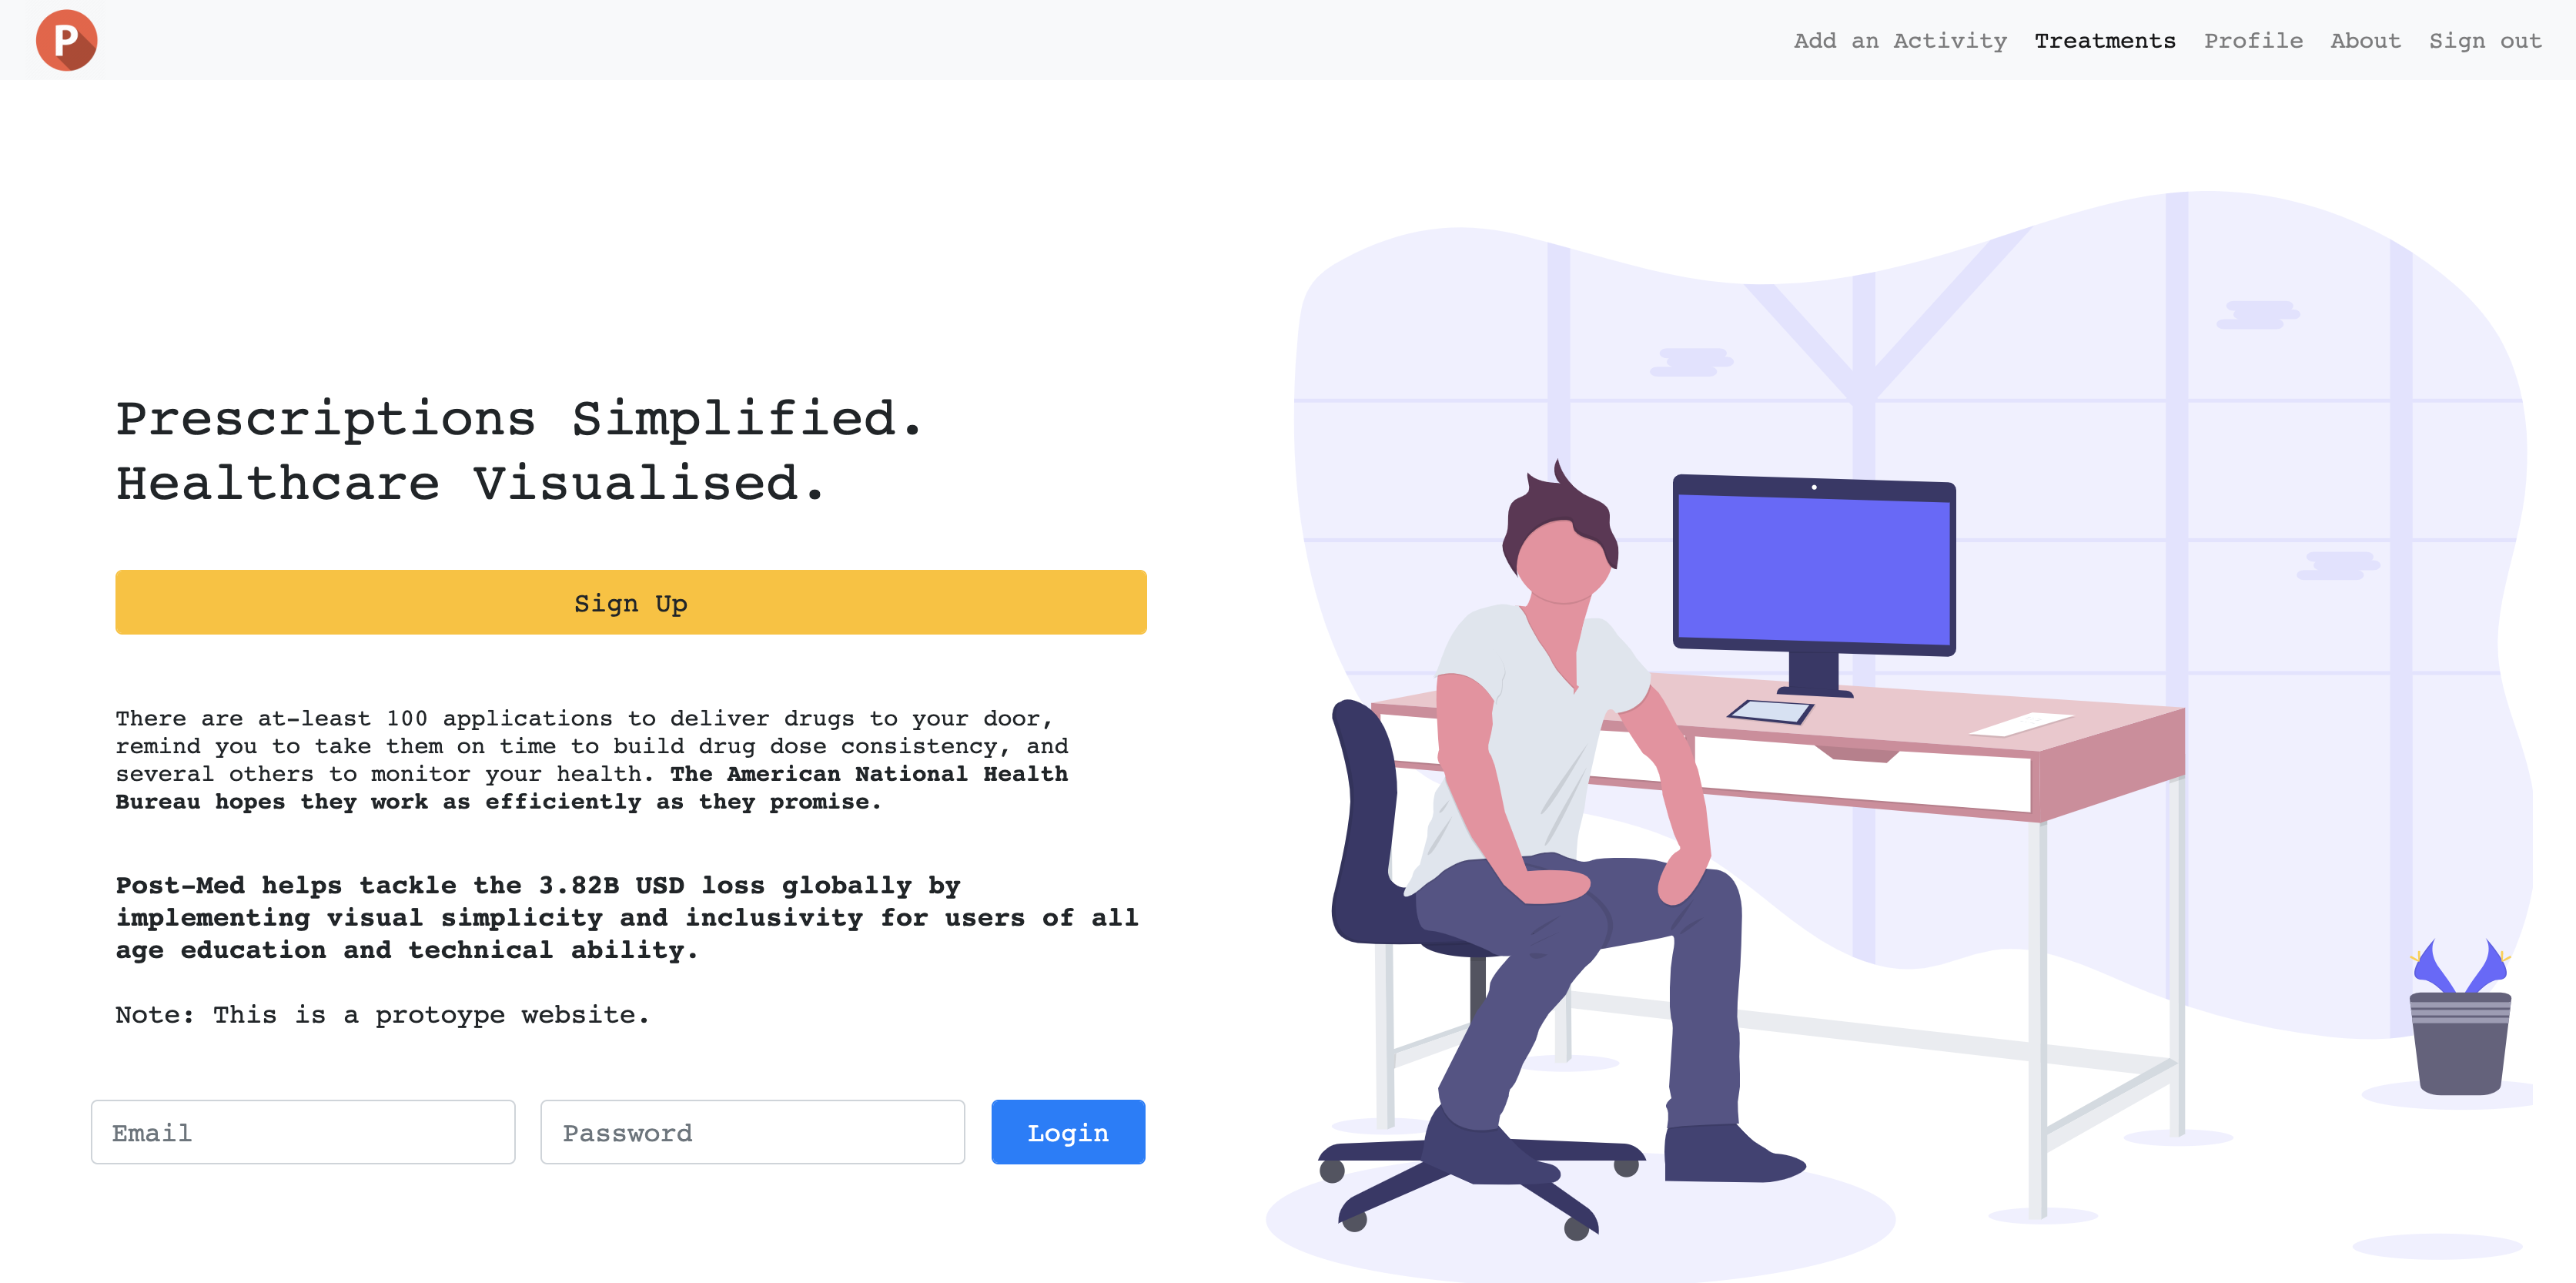 P
Add an Activity Treatments Profile About Sign out
Prescriptions Simplified.
Healthcare Visualised.
Sign Up
There are at-least 100 applications to deliver drugs to your door,
remind you to take them on time to build drug dose consistency, and
several others to monitor your health. The American National Health
Bureau hopes they work as efficiently as they promise.
Post-Med helps tackle the 3.82B USD loss globally by
implementing visual simplicity and inclusivity for users of all
age education and technical ability.
Note: This is a protoype website.
Email Password Login